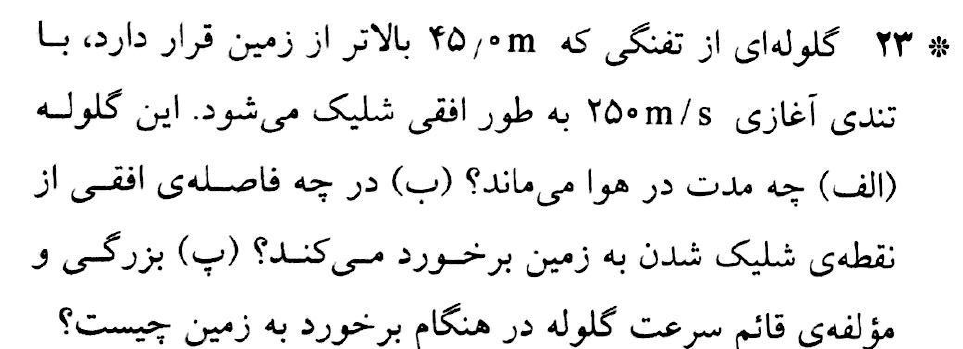 * ۲۳ گلوله‌ای از تفنگی که ۴۵٫۰m بالاتر از زمین قرار دارد، با
تندی آغازی ۲۵۰m/s به طور افقی شلیک می‌شود. این گلوله
(الف) چه مدت در هوا می‌ماند؟ (ب) در چه فاصله‌ی افقی از
نقطه‌ی شلیک شدن به زمین برخورد می‌کند؟ (پ) بزرگی و
مؤلفه‌ی قائم سرعت گلوله در هنگام برخورد به زمین چیست؟